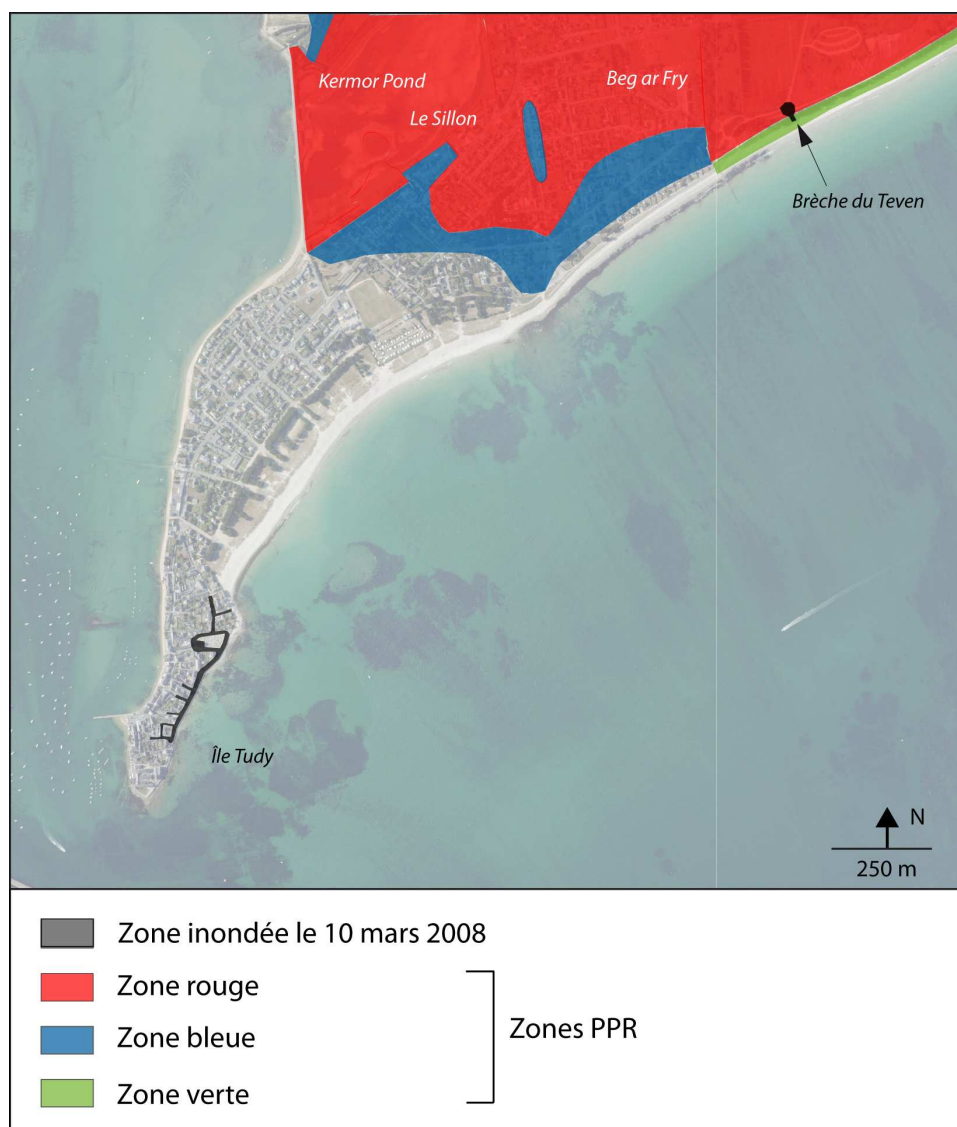 Kermor Pond
Beg ar Fry
Le Sillon
Brèche du Teven
Île Tudy
N
250 m
Zone inondée le 10 mars 2008
Zone rouge
Zone bleue
Zone verte
Zones PPR